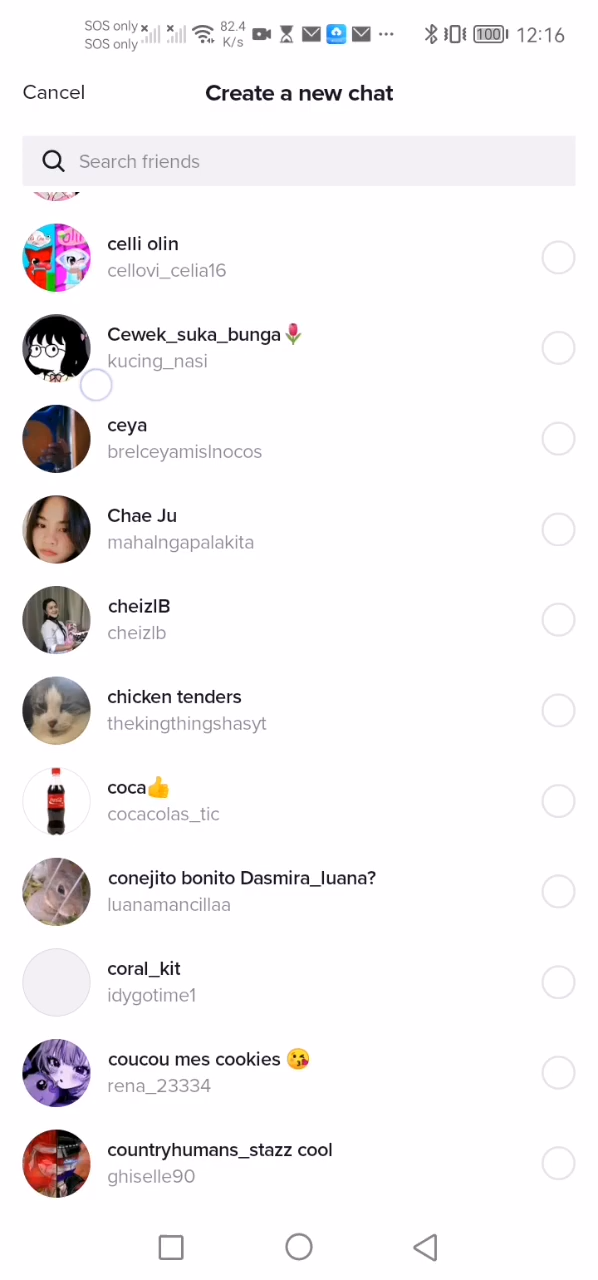 SOS only
SOS only
82.4
K/s
100
12:16
Cancel
Create a new chat
Search friends
celli olin
cellovi_celia16
Cewek_suka_bunga🌷
kucing_nasi
ceya
brelceyamislnocos
Chae Ju
mahalngapalakita
cheizlB
cheizlb
chicken tenders
thekingthingshasyt
coca👍
cocacolas_tic
conejito bonito Dasmira_luana?
luanamancillaa
coral_kit
idygotime1
coucou mes cookies 😘
rena_23334
countryhumans_stazz cool
ghiselle90